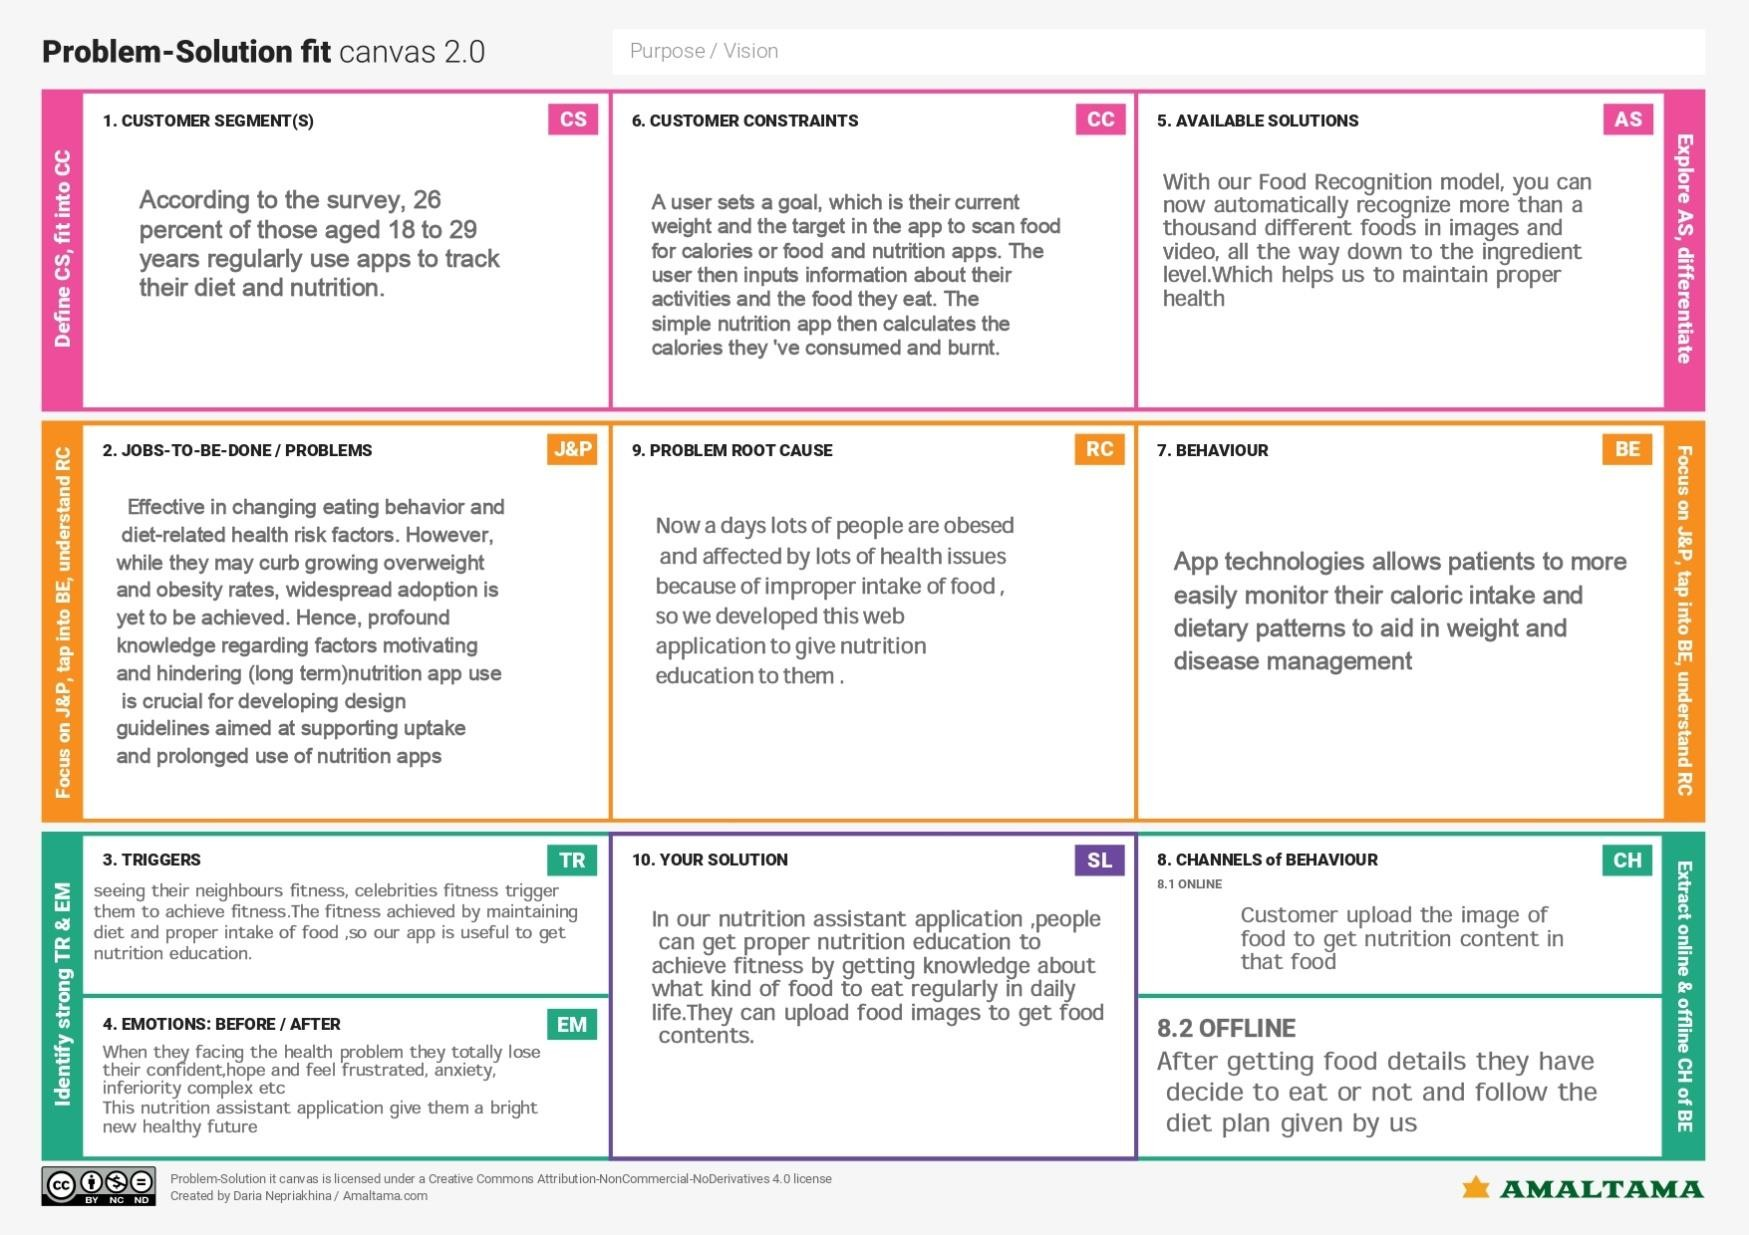 Problem-Solution fit canvas 2.0
Purpose / Vision
Define CS, fit into CC
1. CUSTOMER SEGMENT(S)
CS
According to the survey, 26
percent of those aged 18 to 29
years regularly use apps to track
their diet and nutrition.
6. CUSTOMER CONSTRAINTS
CC
A user sets a goal, which is their current
weight and the target in the app to scan food
for calories or food and nutrition apps. The
user then inputs information about their
activities and the food they eat. The
simple nutrition app then calculates the
calories they 've consumed and burnt.
5. AVAILABLE SOLUTIONS
AS
With our Food Recognition model, you can
now automatically recognize more than a
thousand different foods in images and
video, all the way down to the ingredient
level.Which helps us to maintain proper
health
Explore AS, differentiate
Focus on J&P, tap into BE, understand RC
2. JOBS-TO-BE-DONE / PROBLEMS
J&P
Effective in changing eating behavior and
diet-related health risk factors. However,
while they may curb growing overweight
and obesity rates, widespread adoption is
yet to be achieved. Hence, profound
knowledge regarding factors motivating
and hindering (long term)nutrition app use
is crucial for developing design
guidelines aimed at supporting uptake
and prolonged use of nutrition apps
9. PROBLEM ROOT CAUSE
RC
Now a days lots of people are obesed
and affected by lots of health issues
because of improper intake of food ,
so we developed this web
application to give nutrition
education to them .
7. BEHAVIOUR
BE
App technologies allows patients to more
easily monitor their caloric intake and
dietary patterns to aid in weight and
disease management
Focus on J&P, tap into BE, understand RC
Identify strong TR & EM
3. TRIGGERS
TR
seeing their neighbours fitness, celebrities fitness trigger
them to achieve fitness.The fitness achieved by maintaining
diet and proper intake of food ,so our app is useful to get
nutrition education.
4. EMOTIONS: BEFORE / AFTER
EM
When they facing the health problem they totally lose
their confident,hope and feel frustrated, anxiety,
inferiority complex etc
This nutrition assistant application give them a bright
new healthy future
10. YOUR SOLUTION
SL
In our nutrition assistant application ,people
can get proper nutrition education to
achieve fitness by getting knowledge about
what kind of food to eat regularly in daily
life.They can upload food images to get food
contents.
8. CHANNELS of BEHAVIOUR
CH
8.1 ONLINE
Customer upload the image of
food to get nutrition content in
that food
8.2 OFFLINE
After getting food details they have
decide to eat or not and follow the
diet plan given by us
Extract online & offline CH of BE
cc
BY NC ND
Problem-Solution it canvas is licensed under a Creative Commons Attribution-NonCommercial-NoDerivatives 4.0 license
Created by Daria Nepriakhina / Amaltama.com
AMALTAMA